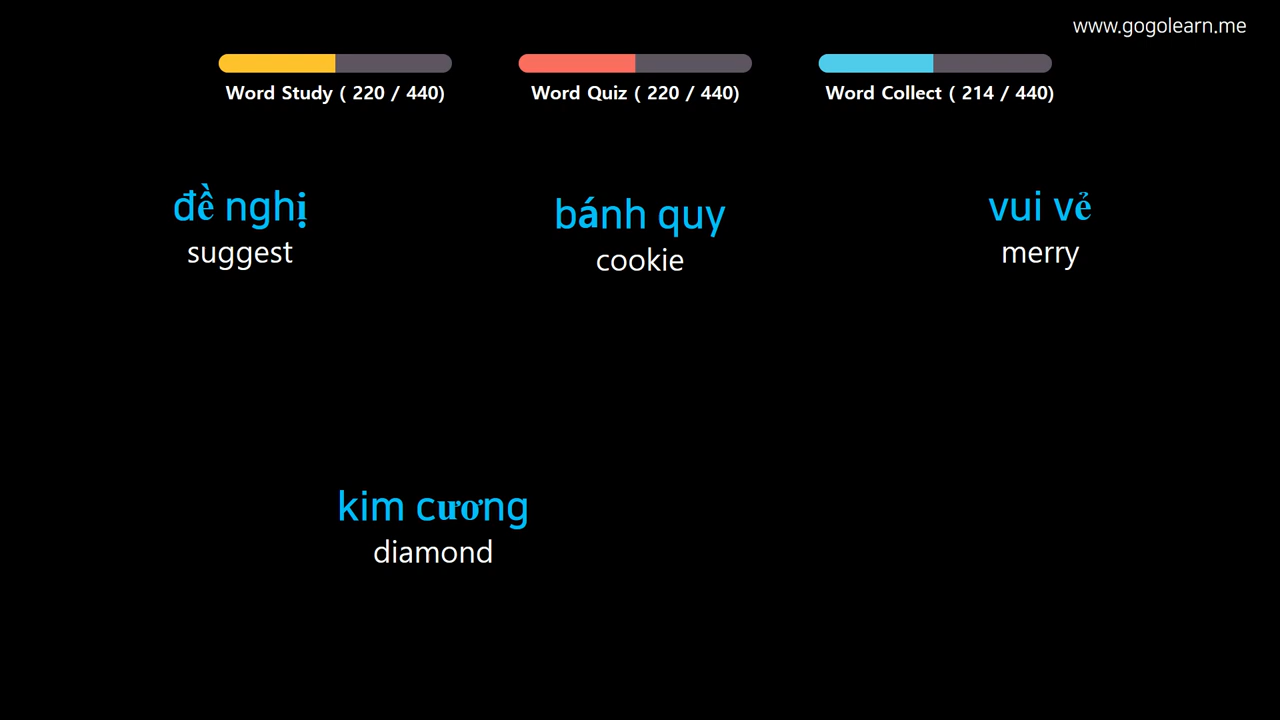 www.gogolearn.me
Word Study ( 220 / 440)
Word Quiz ( 220 / 440)
Word Collect ( 214 / 440)
đề nghị
suggest
bánh quy
cookie
vui vẻ
merry
kim cương
diamond